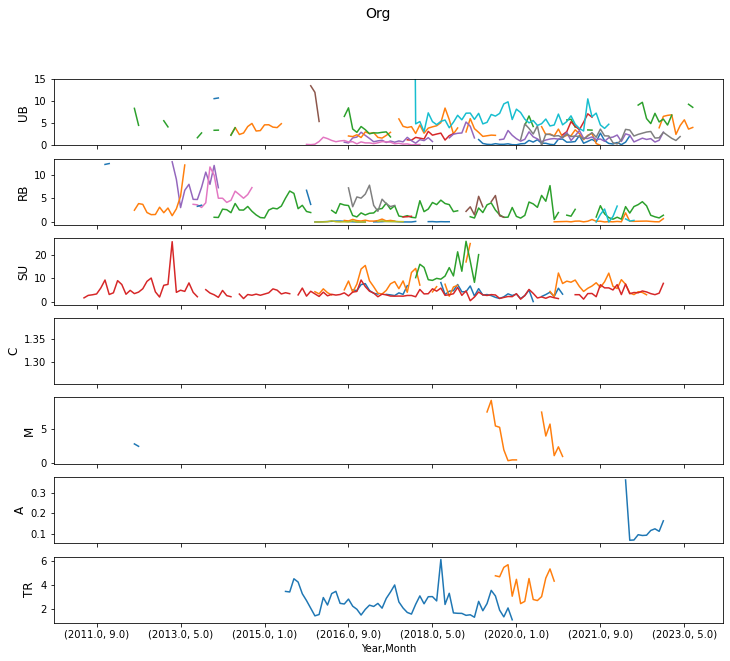 Org
UB
15
10
5
0
RB
10
5
0
SU
20
10
0
C
1.35
1.30
M
5
0
A
0.3
0.2
0.1
TR
6
4
2
(2011.0, 9.0) (2013.0, 5.0) (2015.0, 1.0) (2016.0, 9.0) (2018.0, 5.0) (2020.0, 1.0) (2021.0, 9.0) (2023.0, 5.0)
Year,Month